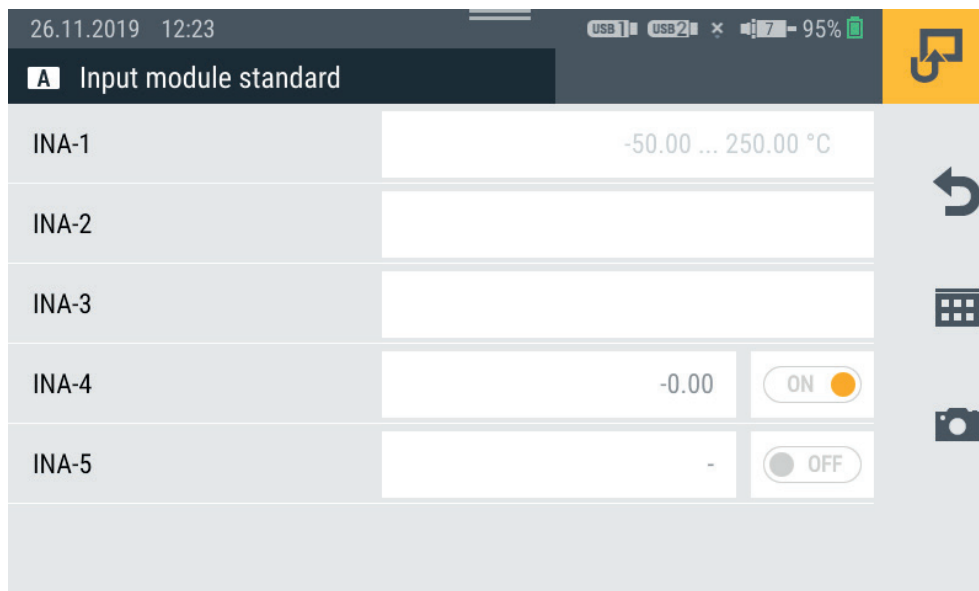 26.11.2019 12:23 USB 1 USB 2 7 95%
A Input module standard
INA-1 -50.00 ... 250.00 °C
INA-2
INA-3
INA-4 -0.00 ON
INA-5 - OFF